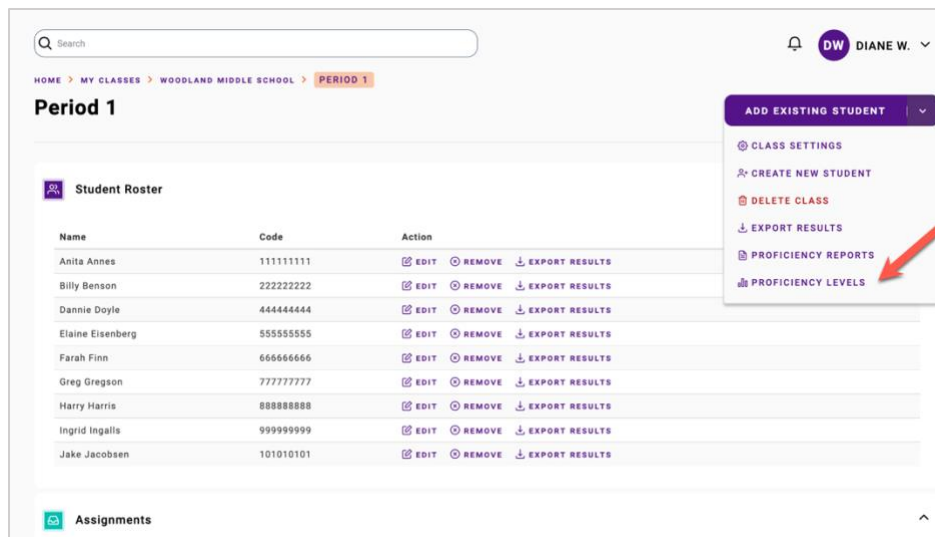 Search
DW DIANE W.
HOME > MY CLASSES > WOODLAND MIDDLE SCHOOL > PERIOD 1
Period 1
ADD EXISTING STUDENT
CLASS SETTINGS
CREATE NEW STUDENT
DELETE CLASS
EXPORT RESULTS
PROFICIENCY REPORTS
PROFICIENCY LEVELS
Student Roster
Name Code Action
Anita Annes 111111111 EDIT REMOVE EXPORT RESULTS
Billy Benson 222222222 EDIT REMOVE EXPORT RESULTS
Dannie Doyle 444444444 EDIT REMOVE EXPORT RESULTS
Elaine Eisenberg 555555555 EDIT REMOVE EXPORT RESULTS
Farah Finn 666666666 EDIT REMOVE EXPORT RESULTS
Greg Gregson 777777777 EDIT REMOVE EXPORT RESULTS
Harry Harris 888888888 EDIT REMOVE EXPORT RESULTS
Ingrid Ingalls 999999999 EDIT REMOVE EXPORT RESULTS
Jake Jacobsen 101010101 EDIT REMOVE EXPORT RESULTS
Assignments